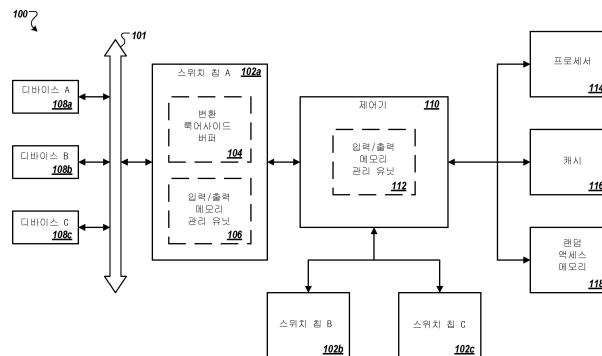 100
101
디바이스 A
108a
디바이스 B
108b
디바이스 C
108c
스위치 칩 A
102a
변환
룩어사이드
버퍼
104
입력/출력
메모리
관리 유닛
106
제어기
110
입력/출력
메모리
관리 유닛
112
스위치 칩 B
102b
스위치 칩 C
102c
프로세서
114
캐시
116
랜덤
액세스
메모리
118